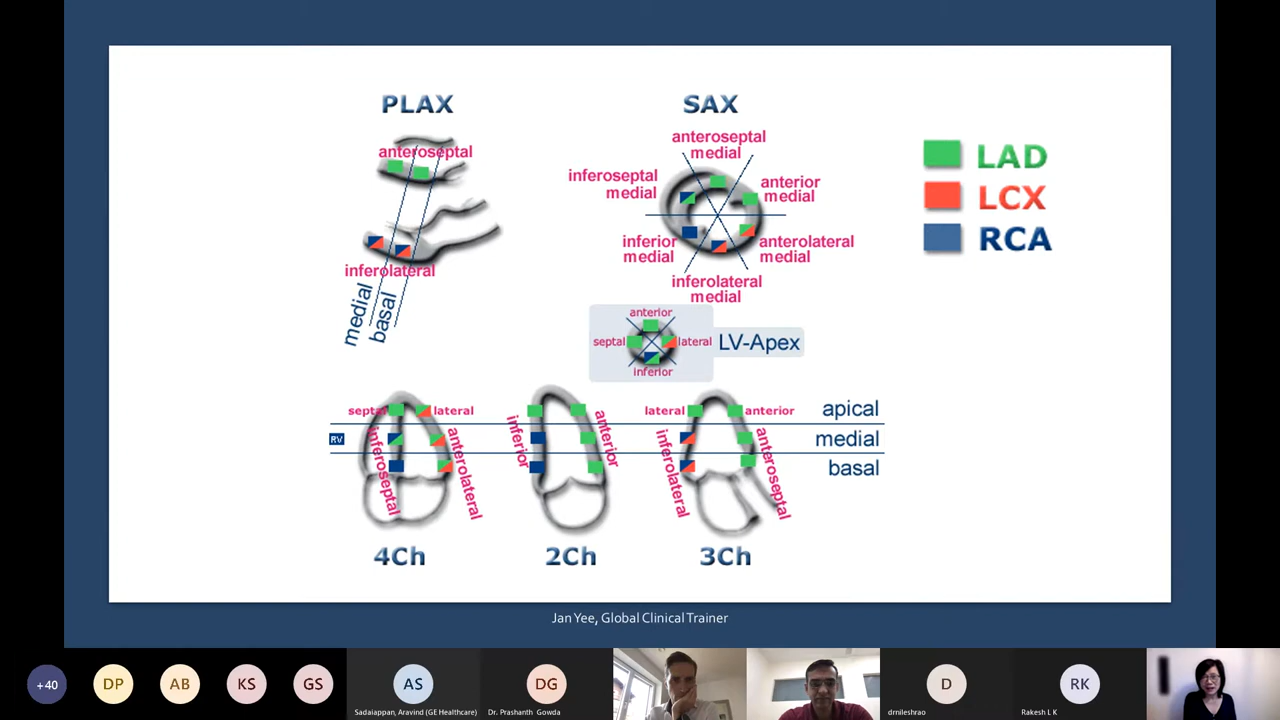 PLAX
SAX
anteroseptal
inferolateral
medial
basal
anteroseptal
medial
inferoseptal
medial
anterior
medial
inferior
medial
anterolateral
medial
inferolateral
medial
LAD
LCX
RCA
anterior
septal
lateral
inferior
LV-Apex
septal
lateral
inferoseptal
anterolateral
RV
inferior
anterior
lateral
anterior
inferolateral
anteroseptal
apical
medial
basal
4Ch
2Ch
3Ch
Jan Yee, Global Clinical Trainer
+40
DP
AB
KS
GS
AS
Sadaiappan, Aravind (GE Healthcare)
DG
Dr. Prashanth Gowda
D
drnileshrao
RK
Rakesh L K